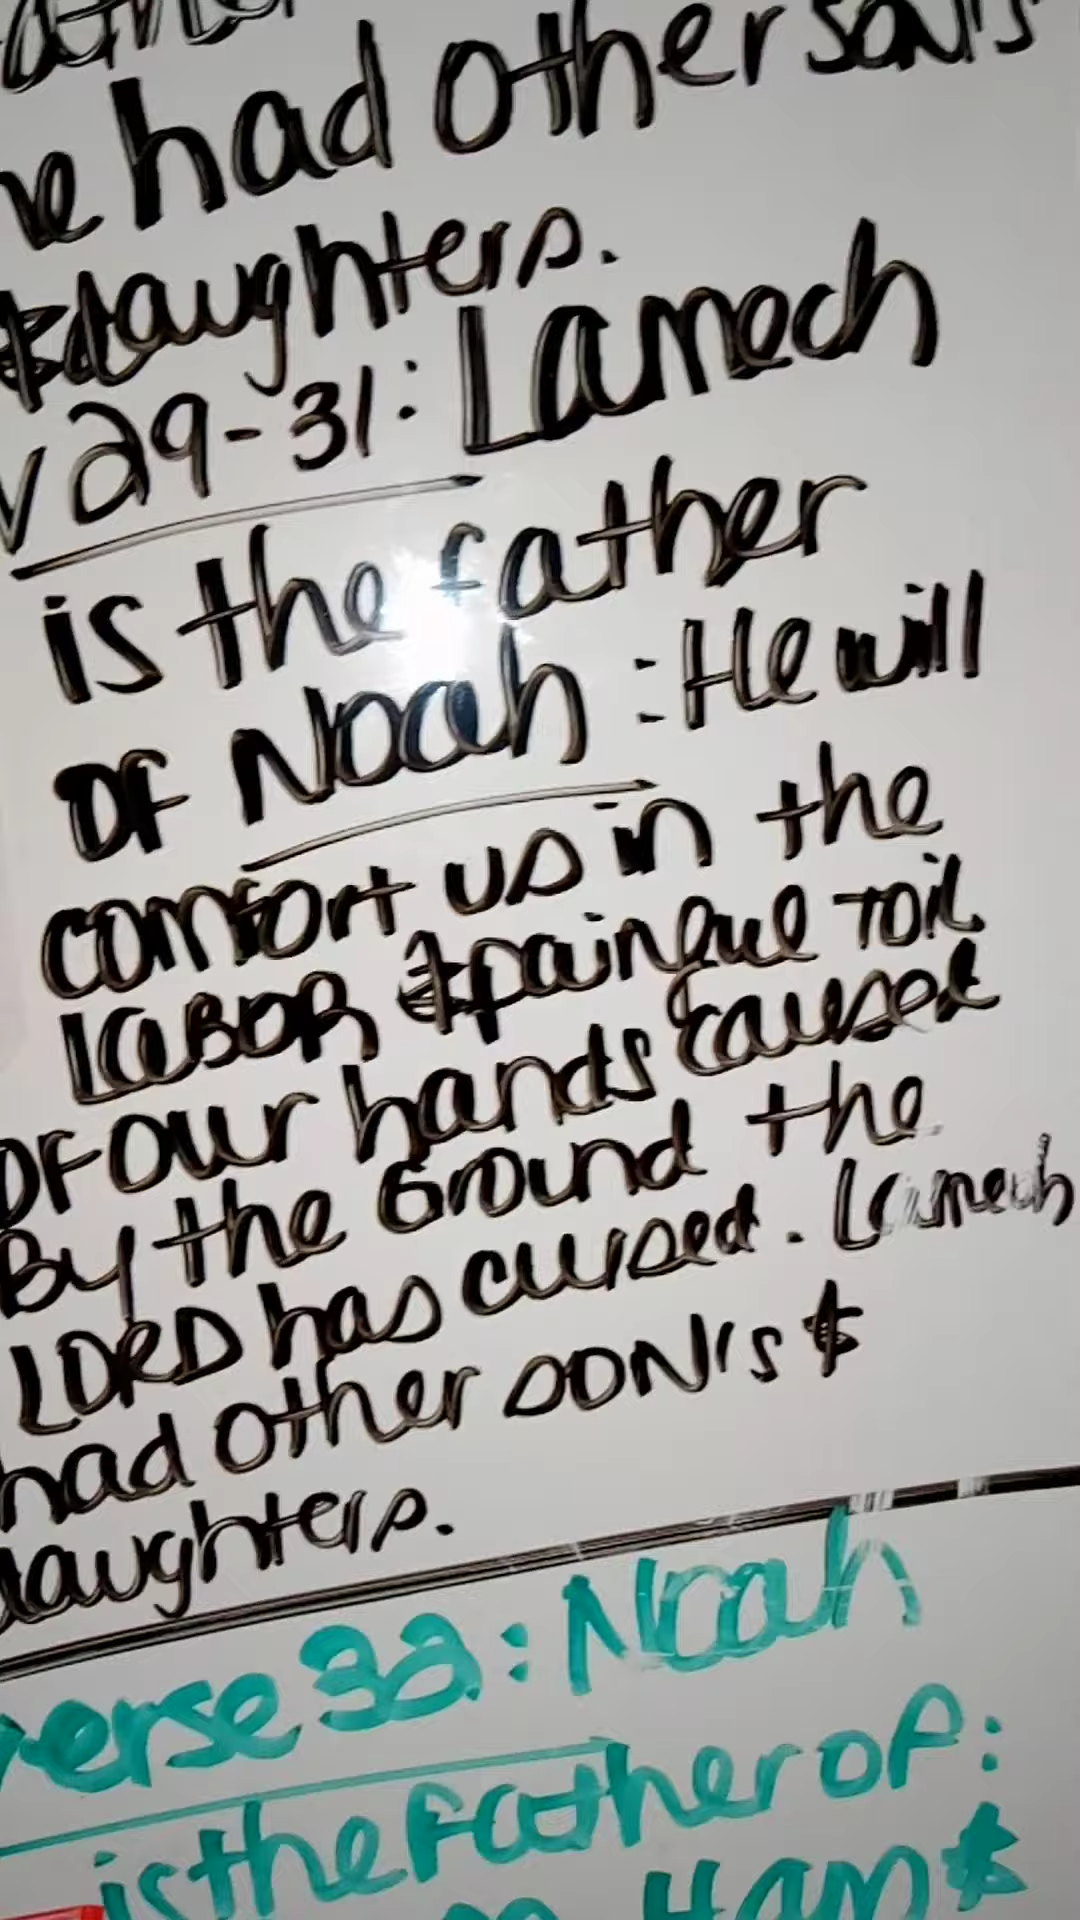 he had other SON's
& daughters.
V29-31: Lamech
is the father
OF Noah :He will
comfort us in the
LABOR & painful TOIL
OF Our hands caused
By the Ground the
LORD has cursed. Lamech
had other SON's &
daughters.
verse 32: Noah
is the Father OF:
Ham &